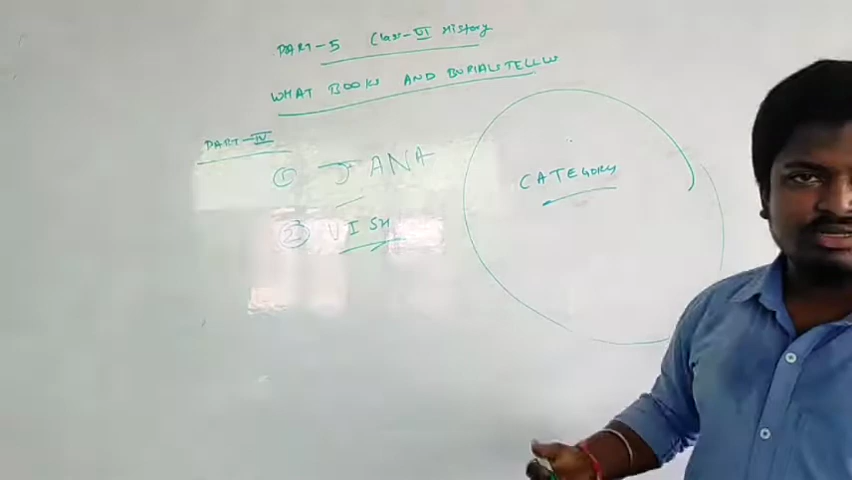 PART-5 Class-VI History
WHAT BOOKS AND BURIALS TELL US
PART-IV
① JANA
② VISH
CATEGORY